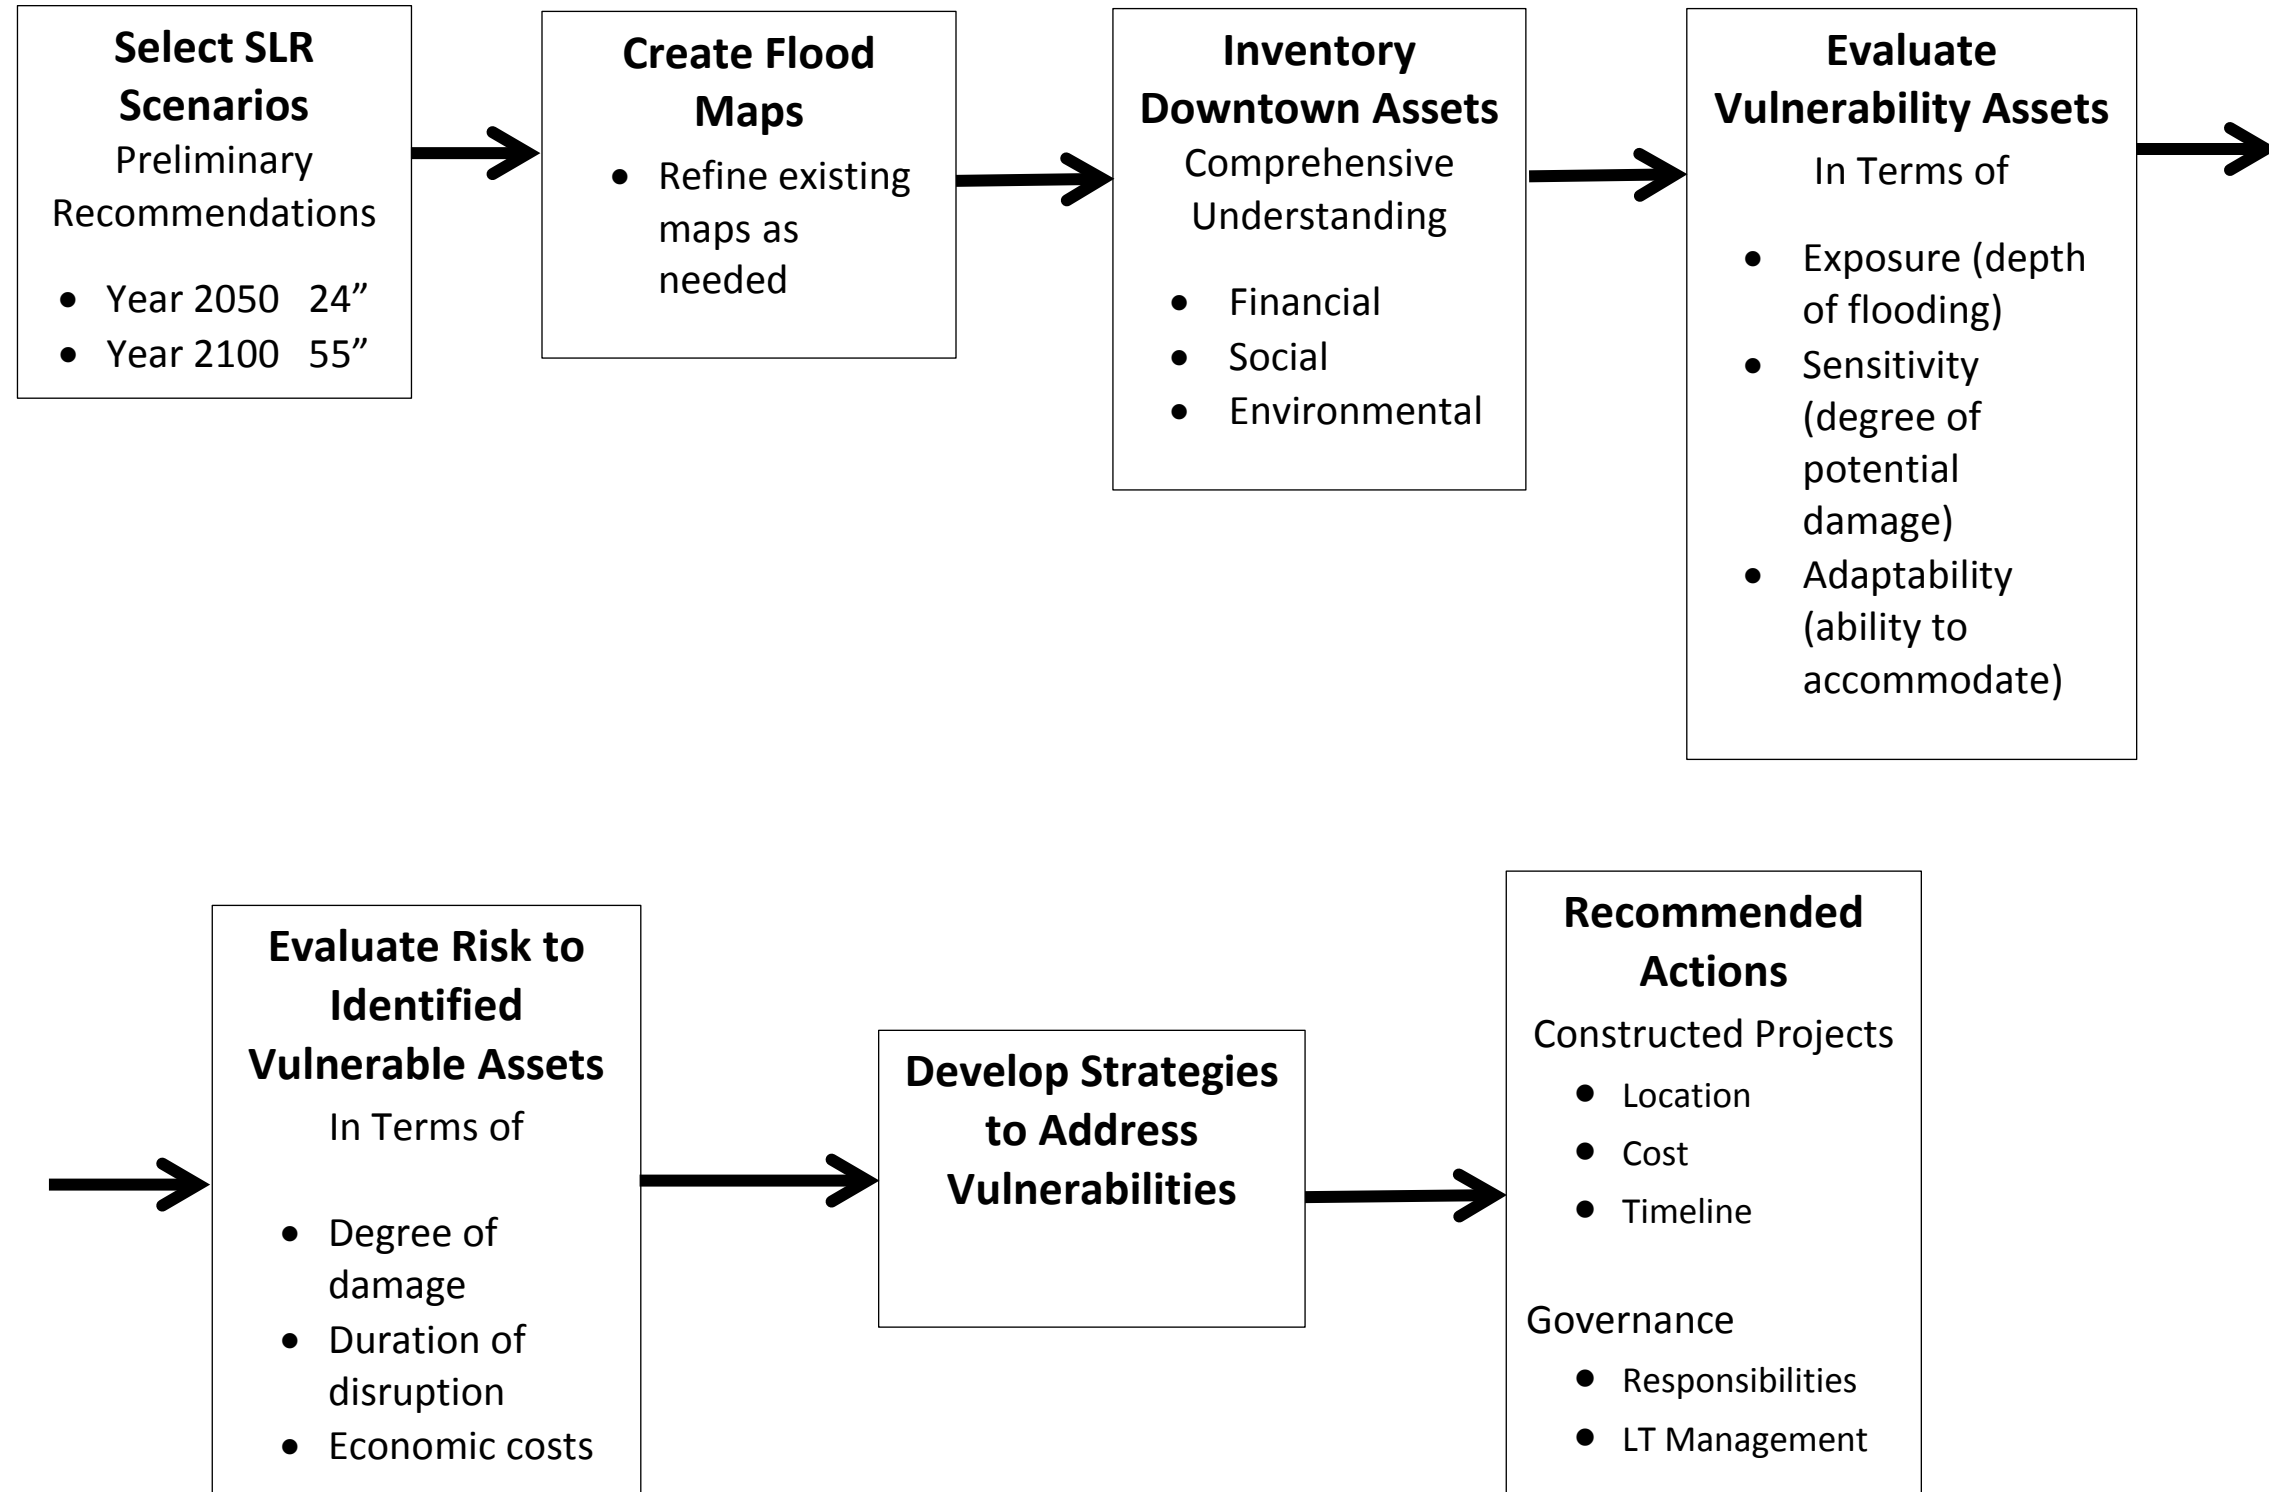 Select SLR
Scenarios
Preliminary
Recommendations
• Year 2050 24”
• Year 2100 55”
Create Flood
Maps
• Refine existing
maps as
needed
Inventory
Downtown Assets
Comprehensive
Understanding
• Financial
• Social
• Environmental
Evaluate
Vulnerability Assets
In Terms of
• Exposure (depth
of flooding)
• Sensitivity
(degree of
potential
damage)
• Adaptability
(ability to
accommodate)
Evaluate Risk to
Identified
Vulnerable Assets
In Terms of
• Degree of
damage
• Duration of
disruption
• Economic costs
Develop Strategies
to Address
Vulnerabilities
Recommended
Actions
Constructed Projects
• Location
• Cost
• Timeline
Governance
• Responsibilities
• LT Management